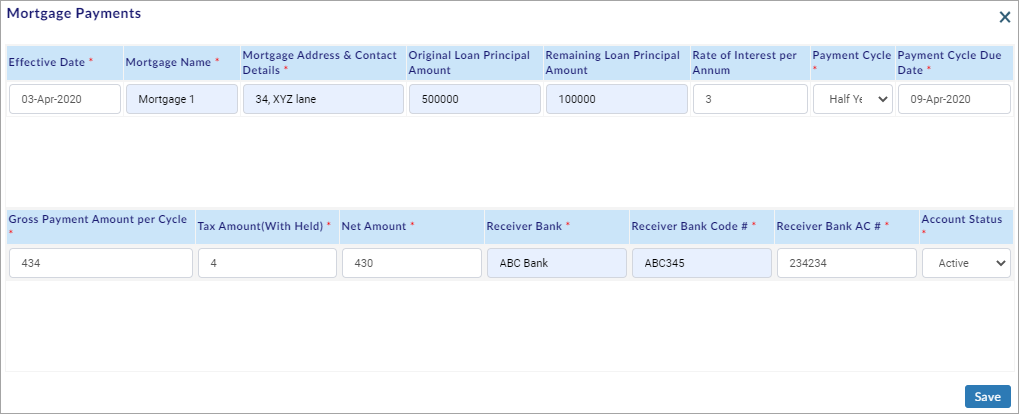 Mortgage Payments
Effective Date * Mortgage Name * Mortgage Address & Contact Details * Original Loan Principal Amount Remaining Loan Principal Amount Rate of Interest per Annum Payment Cycle * Payment Cycle Due Date *
03-Apr-2020 Mortgage 1 34, XYZ lane 500000 100000 3 Half Ye 09-Apr-2020
Gross Payment Amount per Cycle * Tax Amount(With Held) * Net Amount * Receiver Bank * Receiver Bank Code # * Receiver Bank AC # * Account Status *
434 4 430 ABC Bank ABC345 234234 Active
Save